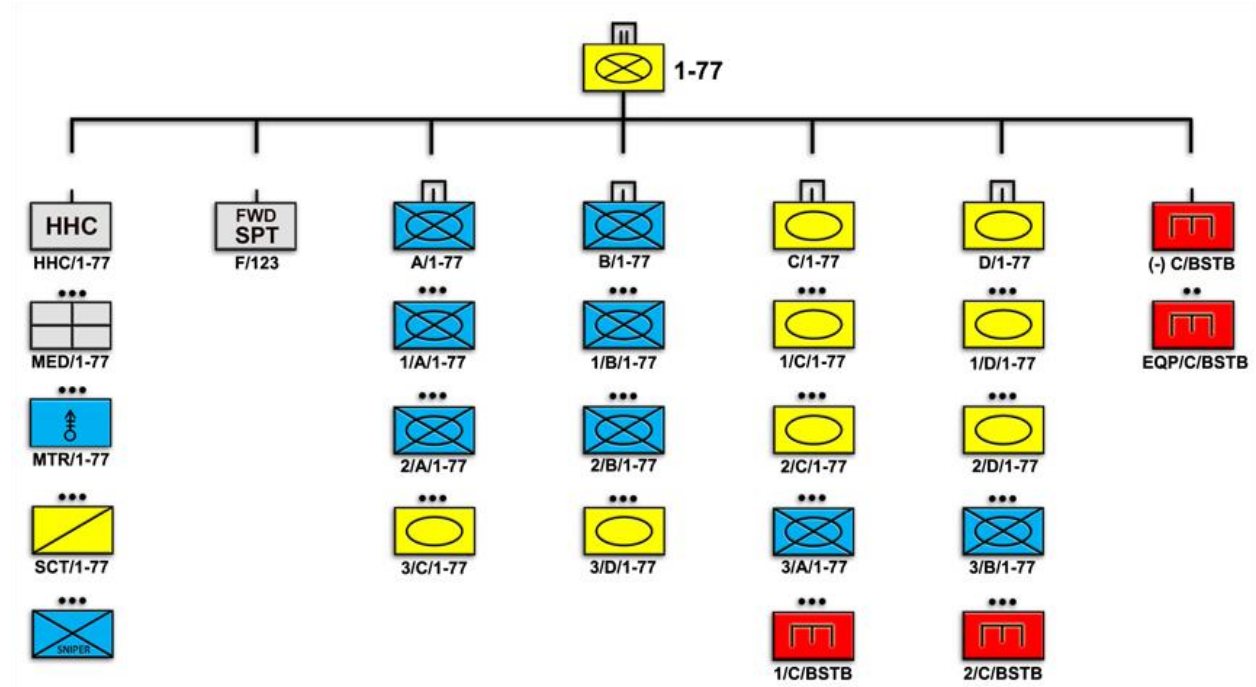 1-77
HHC
FWD
SPT
HHC/1-77
F/123
A/1-77
B/1-77
C/1-77
D/1-77
(-) C/BSTB
MED/1-77
1/A/1-77
1/B/1-77
1/C/1-77
1/D/1-77
EQP/C/BSTB
MTR/1-77
2/A/1-77
2/B/1-77
2/C/1-77
2/D/1-77
SCT/1-77
3/C/1-77
3/D/1-77
3/A/1-77
3/B/1-77
SNIPER
1/C/BSTB
2/C/BSTB